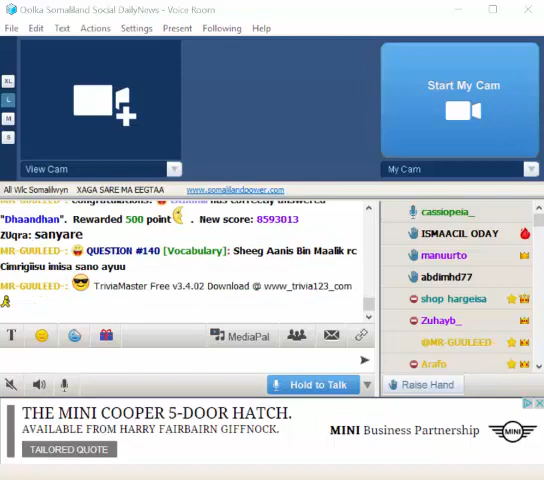 Oolka Somaliland Social DailyNews - Voice Room
File Edit Text Actions Settings Present Following Help
XL
L
M
S
Start My Cam
View Cam
My Cam
All Wlc Somalilwyn XAGA SARE MA EEGTAA www.somalilandpower.com
has correctly answered
"Dhaandhan". Rewarded 500 point . New score: 8593013
ZUqra: sanyare
MR-GUULEED-: QUESTION #140 [Vocabulary]: Sheeg Aanis Bin Maalik rc
Cimrigiisu imisa sano ayuu
MR-GUULEED-: TriviaMaster Free v3.4.02 Download @ www_trivia123_com
cassiopeia_
ISMAACIL ODAY
manuurto
abdimhd77
shop hargeisa
Zuhayb_
@MR-GUULEED-
Arafo
T
MediaPal
Hold to Talk
Raise Hand
THE MINI COOPER 5-DOOR HATCH.
AVAILABLE FROM HARRY FAIRBAIRN GIFFNOCK.
TAILORED QUOTE
MINI Business Partnership
MINI